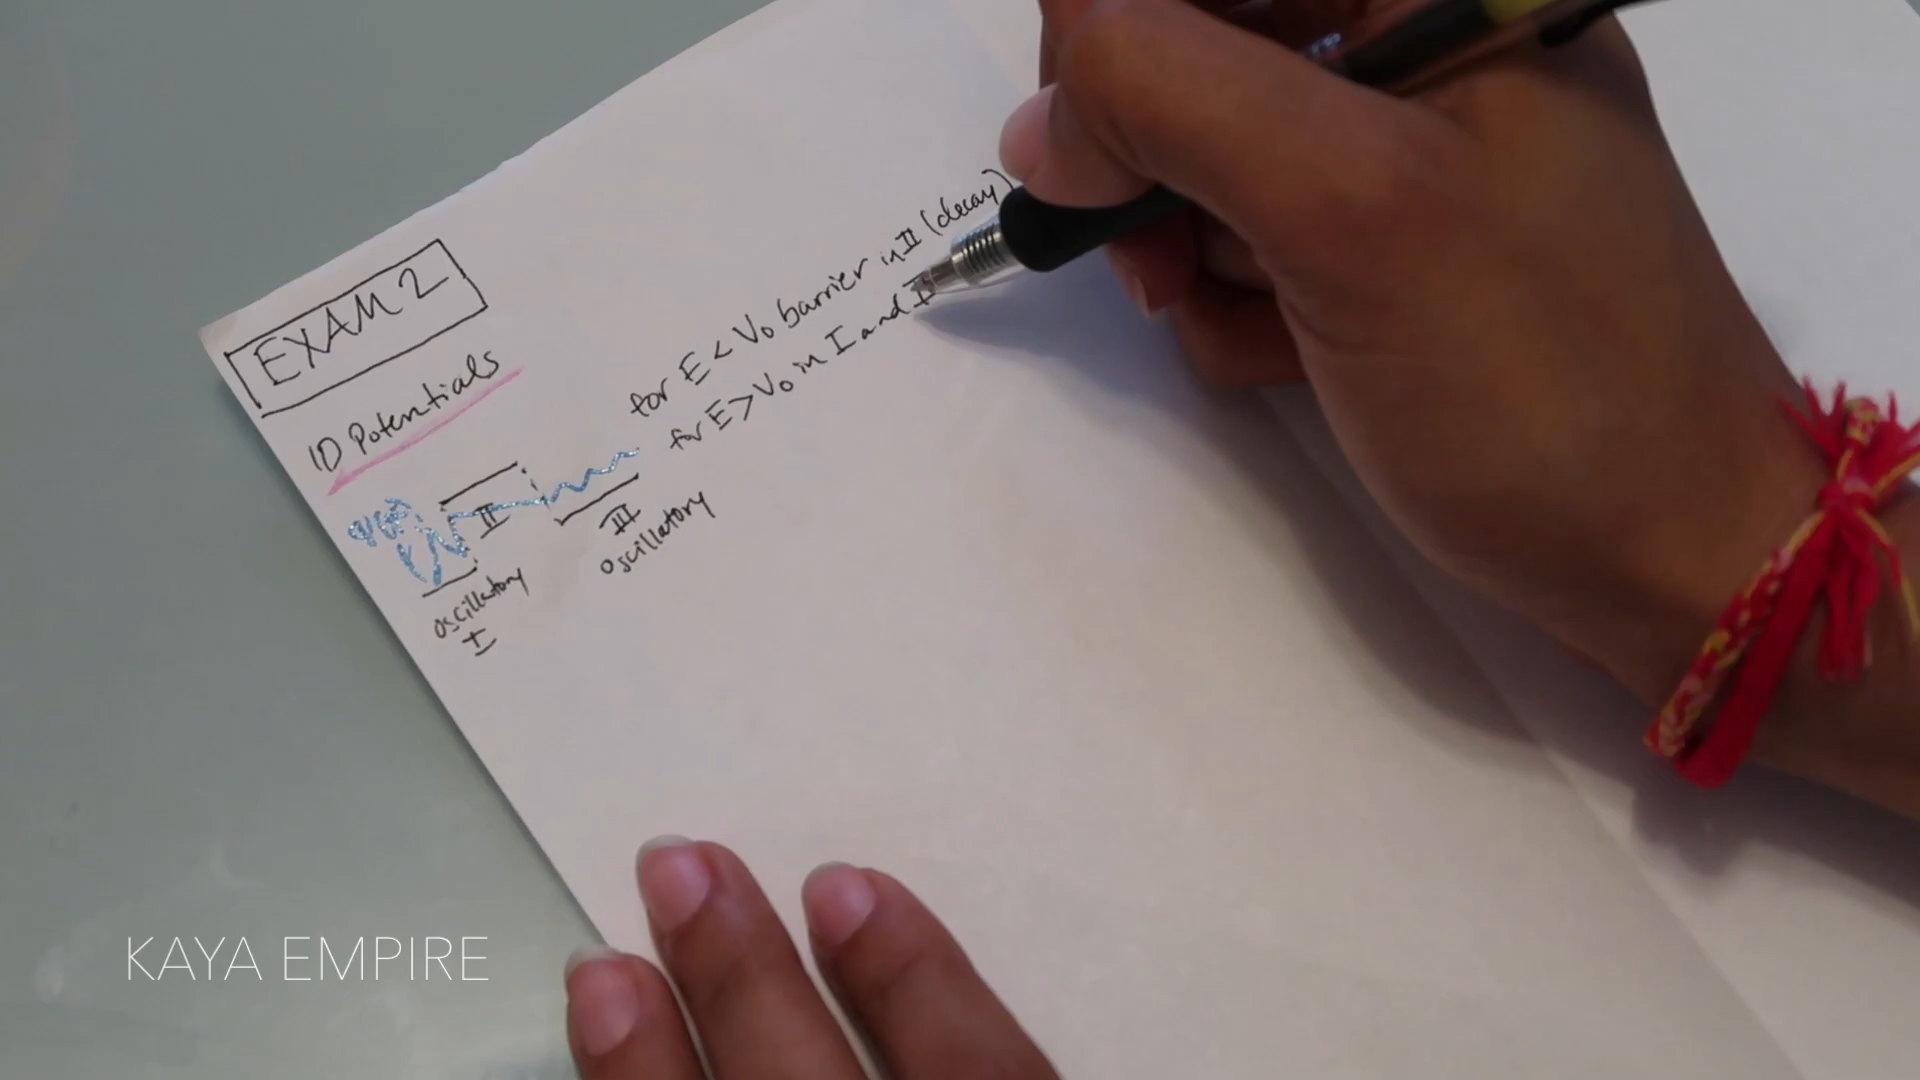 EXAM 2
1D Potentials
for E < V₀ barrier in II (decay)
for E > V₀ in I and II
II
III
oscillatory
oscillatory
I
KAYA EMPIRE